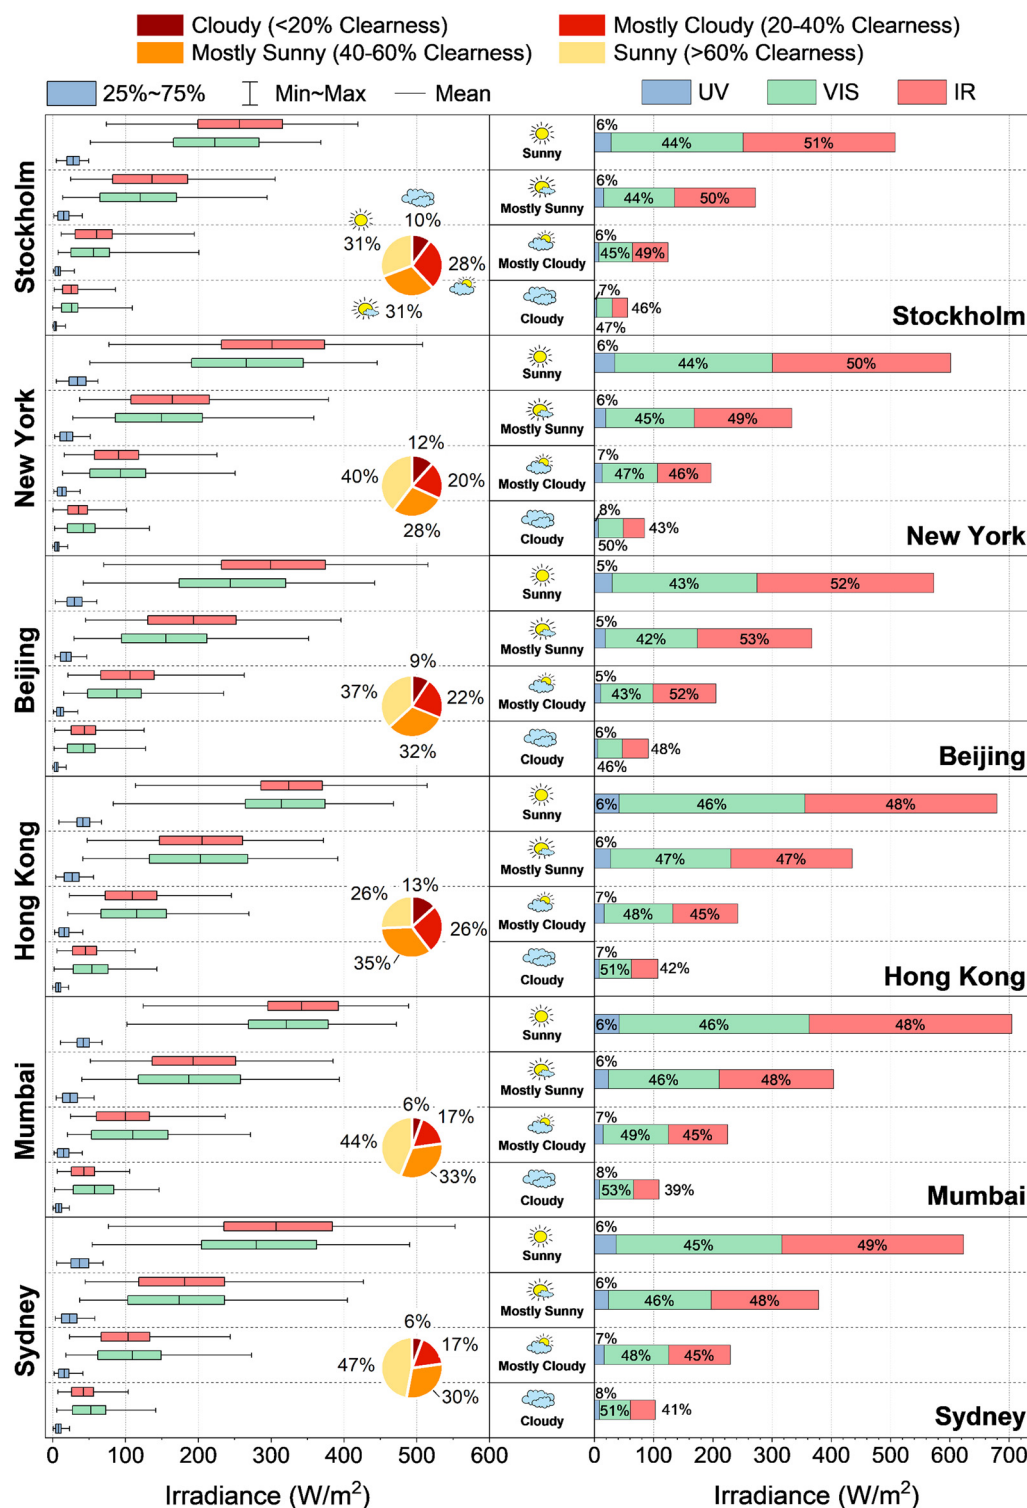 Cloudy (<20% Clearness)
Mostly Cloudy (20-40% Clearness)
Mostly Sunny (40-60% Clearness)
Sunny (>60% Clearness)
25%~75%
Min~Max
Mean
UV
VIS
IR
Stockholm
10%
31%
28%
31%
Sunny
6%
44%
51%
Mostly Sunny
6%
44%
50%
Mostly Cloudy
6%
45%
49%
Cloudy
7%
46%
47%
Stockholm
New York
12%
40%
20%
28%
Sunny
6%
44%
50%
Mostly Sunny
6%
45%
49%
Mostly Cloudy
7%
47%
46%
Cloudy
8%
43%
50%
New York
Beijing
9%
37%
22%
32%
Sunny
5%
43%
52%
Mostly Sunny
5%
42%
53%
Mostly Cloudy
5%
43%
52%
Cloudy
6%
48%
46%
Beijing
Hong Kong
13%
26%
26%
35%
Sunny
6%
46%
48%
Mostly Sunny
6%
47%
47%
Mostly Cloudy
7%
48%
45%
Cloudy
7%
51%
42%
Hong Kong
Mumbai
6%
17%
44%
33%
Sunny
6%
46%
48%
Mostly Sunny
6%
46%
48%
Mostly Cloudy
7%
49%
45%
Cloudy
8%
53%
39%
Mumbai
Sydney
6%
17%
47%
30%
Sunny
6%
45%
49%
Mostly Sunny
6%
46%
48%
Mostly Cloudy
7%
48%
45%
Cloudy
8%
51%
41%
Sydney
0 100 200 300 400 500 600
0 100 200 300 400 500 600 700
Irradiance (W/m²)
Irradiance (W/m²)